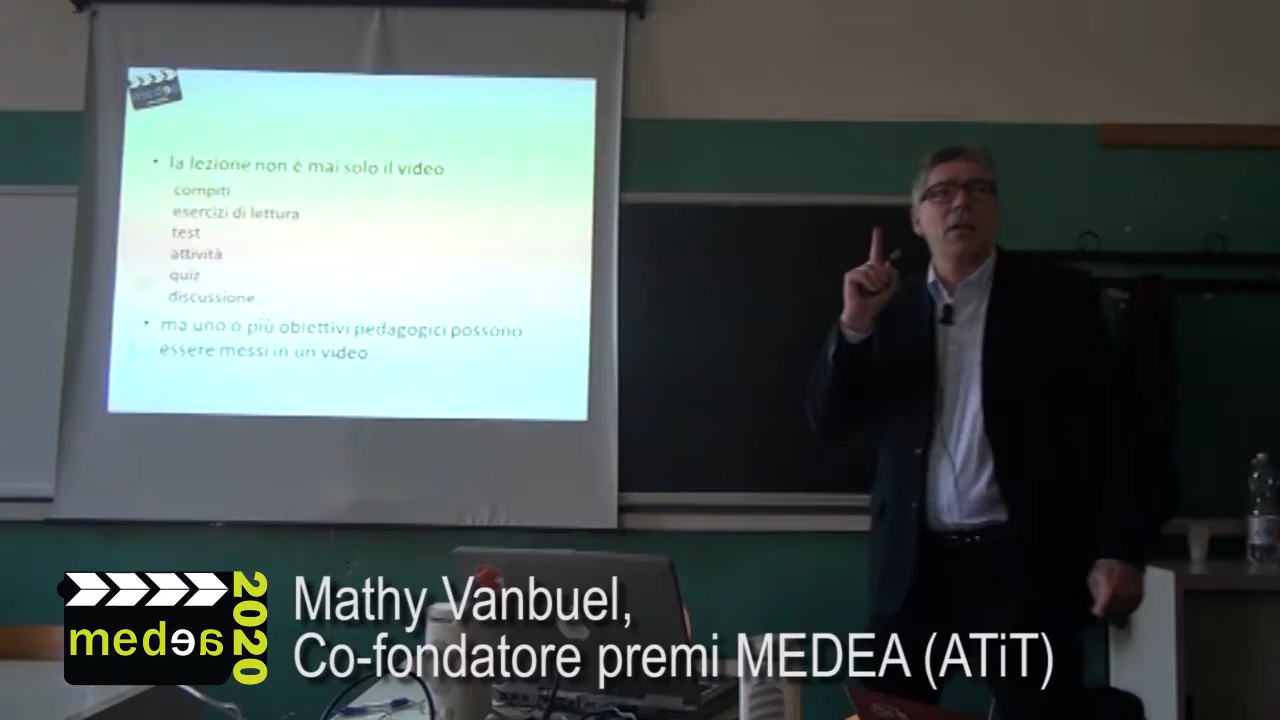 medea
• la lezione non è mai solo il video
compiti
esercizi di lettura
test
attività
quiz
discussione
• ma uno o più obiettivi pedagogici possono
essere messi in un video
medea
2020
Mathy Vanbuel,
Co-fondatore premi MEDEA (ATiT)